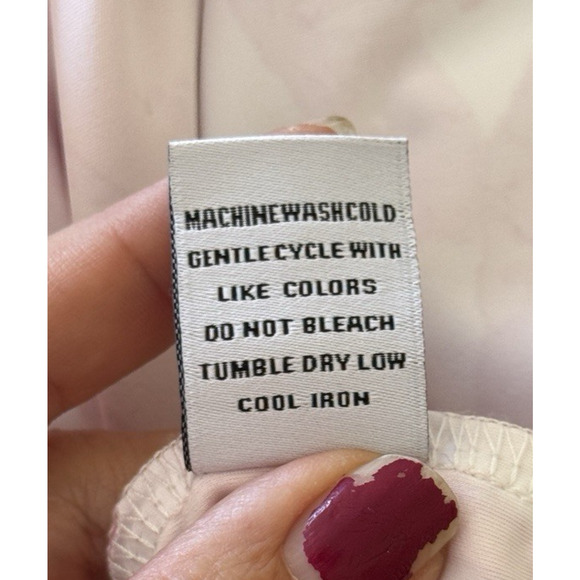 MACHINEWASHCOLD
GENTLE CYCLE WITH
LIKE COLORS
DO NOT BLEACH
TUMBLE DRY LOW
COOL IRON